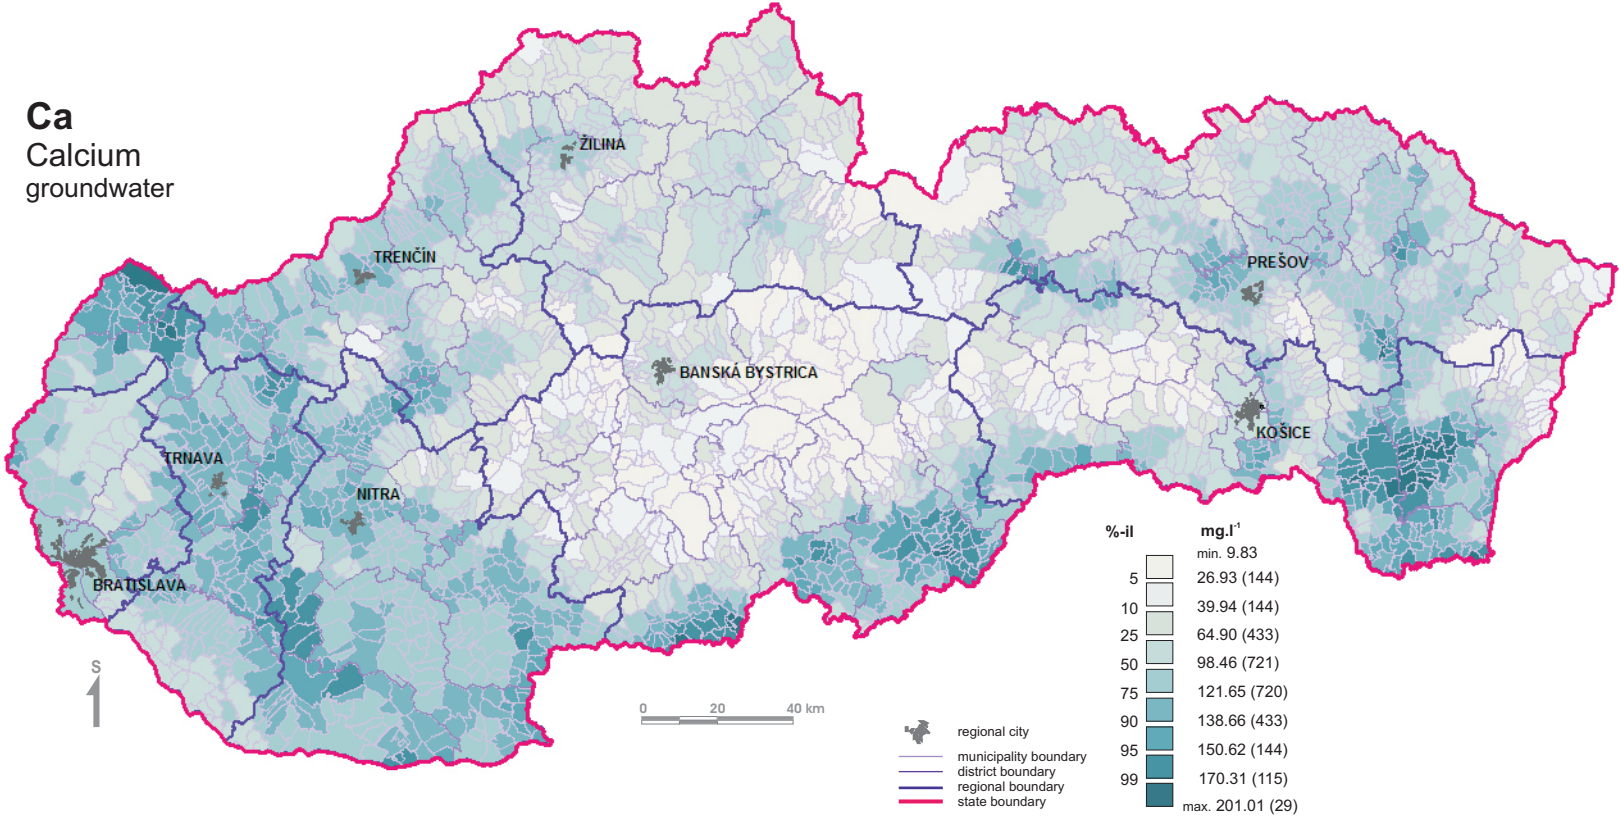 Ca
Calcium
groundwater
ŽILINA
TRENČÍN
PREŠOV
BANSKÁ BYSTRICA
KOŠICE
TRNAVA
NITRA
BRATISLAVA
S
0 20 40 km
regional city
municipality boundary
district boundary
regional boundary
state boundary
%-il mg.l⁻¹
min. 9.83
5 26.93 (144)
10 39.94 (144)
25 64.90 (433)
50 98.46 (721)
75 121.65 (720)
90 138.66 (433)
95 150.62 (144)
99 170.31 (115)
max. 201.01 (29)